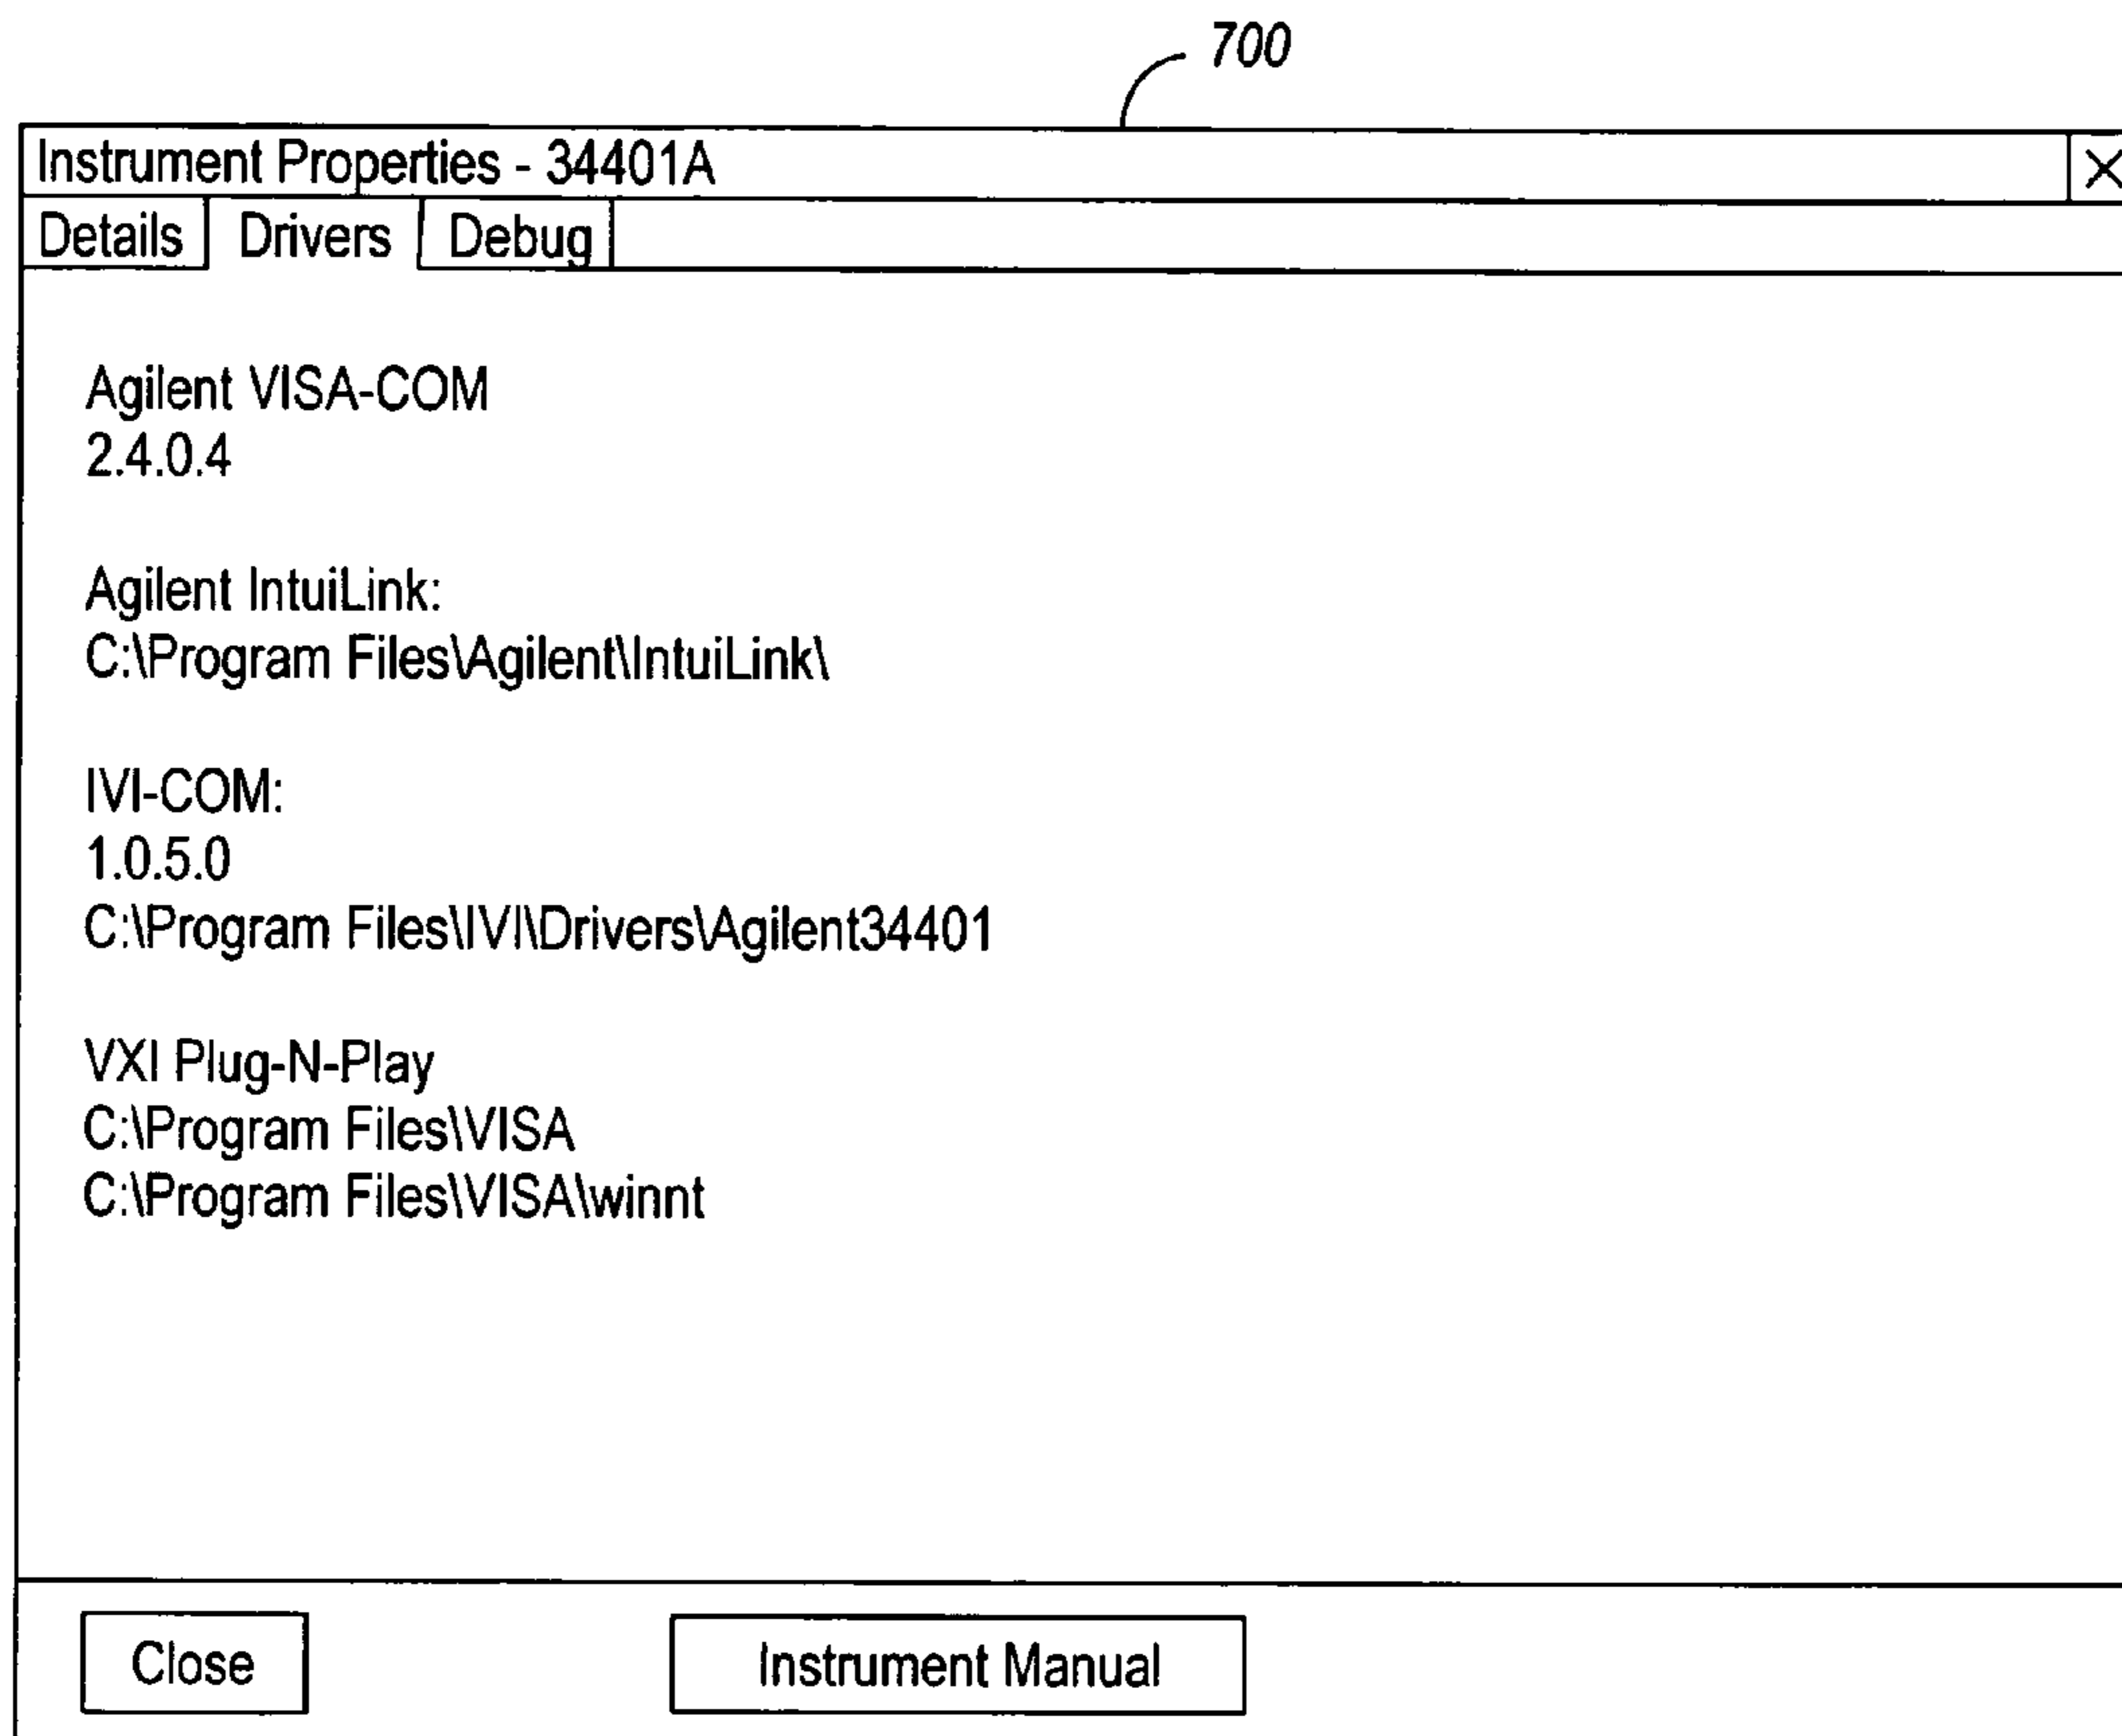 700
Instrument Properties - 34401A X
Details Drivers Debug
Agilent VISA-COM
2.4.0.4
Agilent IntuiLink:
C:\Program Files\Agilent\IntuiLink\
IVI-COM:
1.0.5.0
C:\Program Files\IVI\Drivers\Agilent34401
VXI Plug-N-Play
C:\Program Files\VISA
C:\Program Files\VISA\winnt
Close Instrument Manual